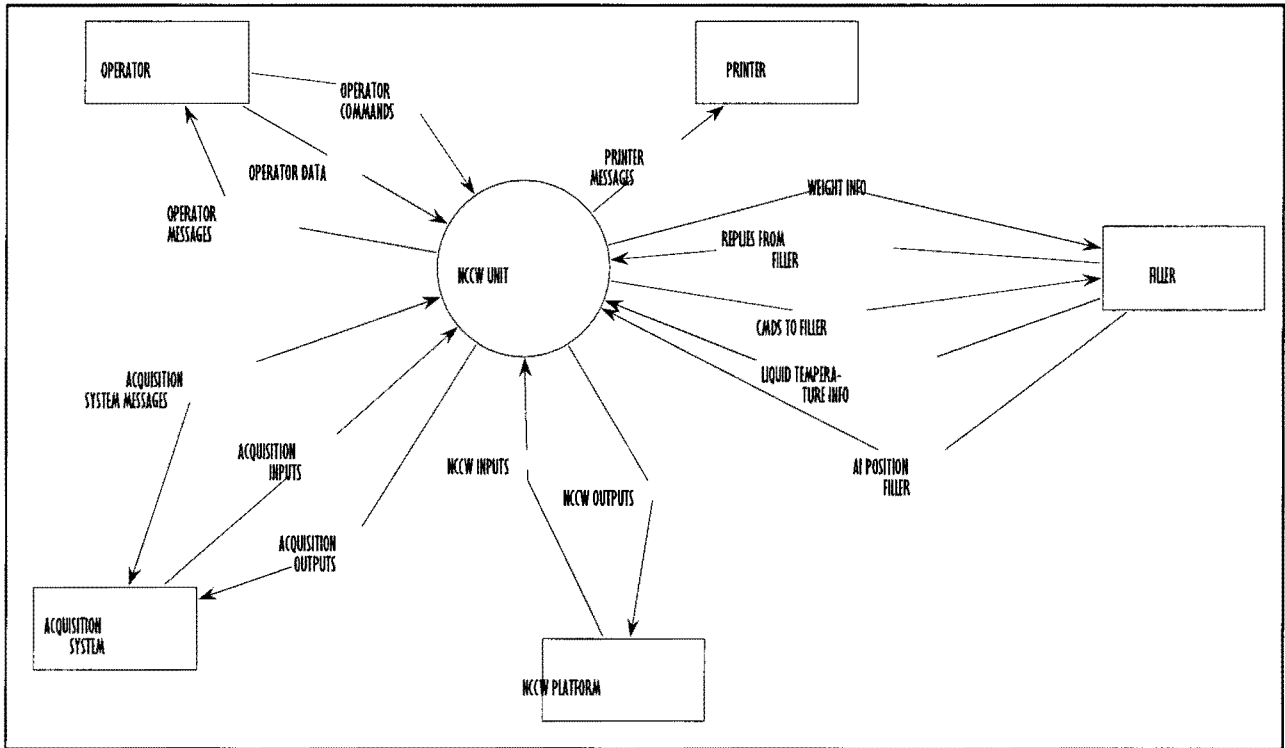 OPERATOR
PRINTER
OPERATOR
COMMANDS
PRINTER
MESSAGES
OPERATOR DATA
WEIGHT INFO
OPERATOR
MESSAGES
REPLIES FROM
FILLER
NCCW UNIT
FILLER
CMDS TO FILLER
LIQUID TEMPERA-
TURE INFO
ACQUISITION
SYSTEM MESSAGES
ACQUISITION
INPUTS
NCCW INPUTS
NCCW OUTPUTS
AI POSITION
FILLER
ACQUISITION
OUTPUTS
ACQUISITION
SYSTEM
NCCW PLATFORM